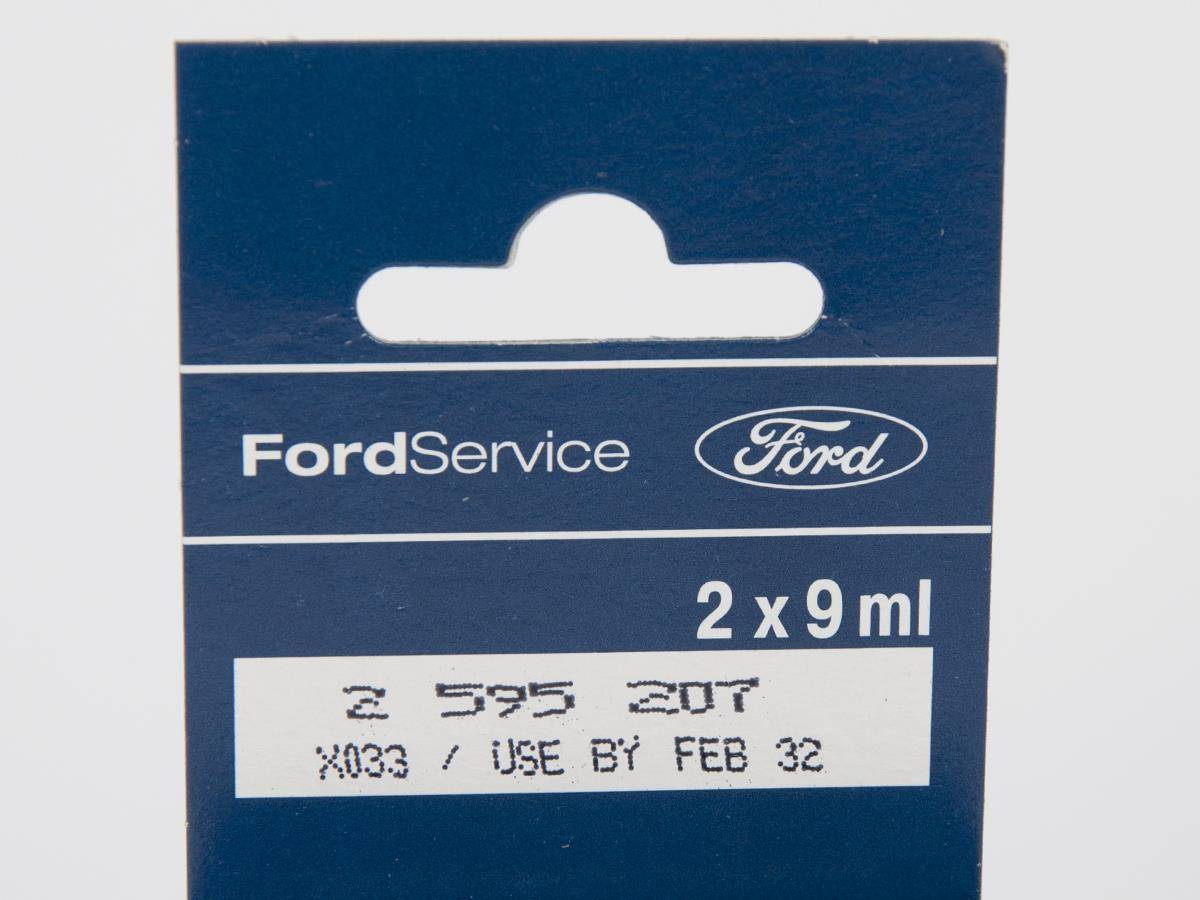 FordService Ford
2 x 9 ml
2 595 207
X033 / USE BY FEB 32